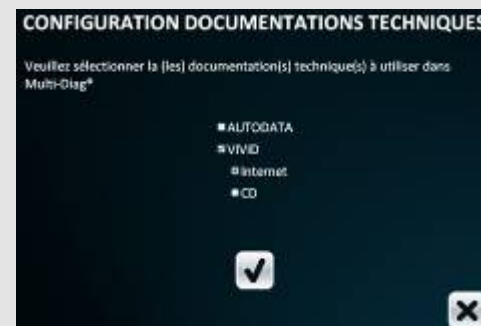 CONFIGURATION DOCUMENTATIONS TECHNIQUES
Veuillez sélectionner la (les) documentation(s) technique(s) à utiliser dans
Multi-Diag®
AUTODATA
VIVID
Internet
CD